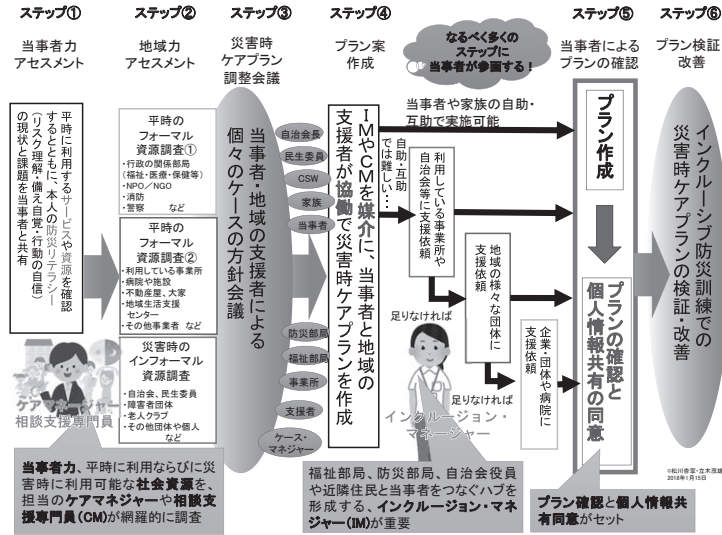 ステップ①
当事者力
アセスメント
平時に利用するサービスや資源を確認
するとともに、本人の防災リテラシー
(リスク理解・備え自覚・行動の自信)
の現状と課題を当事者と共有
ケアマネージャー
相談支援専門員
ステップ②
地域力
アセスメント
平時の
フォーマル
資源調査①
・行政の関係部局
(福祉・医療・保健等)
・NPO/NGO
・消防
・警察 など
平時の
フォーマル
資源調査②
・利用している事業所
・病院や施設
・不動産屋、大家
・地域生活支援
センター
・その他事業者 など
災害時の
インフォーマル
資源調査
・自治会、民生委員
・障害者団体
・老人クラブ
・その他団体や個人
など
当事者力、平時に利用ならびに災
害時に利用可能な社会資源を、
担当のケアマネジャーや相談支
援専門員(CM)が網羅的に調査
ステップ③
災害時
ケアプラン
調整会議
当事者・地域の支援者による
個々のケースの方針会議
自治会長
民生委員
CSW
家族
当事者
防災部局
福祉部局
事業所
支援者
ケース・
マネジャー
ステップ④
プラン案
作成
なるべく多くの
ステップに
当事者が参画する！
IMやCMを媒介に、当事者と地域の
支援者が協働で災害時ケアプランを作成
当事者や家族の自助・
互助で実施可能
自助・互助
では難しい…
利用している事業所や
自治会等に支援依頼
足りなければ
地域の様々な団体に
支援依頼
足りなければ
企業・団体や病院に
支援依頼
インクルージョン・
マネージャー
福祉部局、防災部局、自治会役員
や近隣住民と当事者をつなぐハブを
形成する、インクルージョン・マネ
ジャー(IM)が重要
ステップ⑤
当事者による
プランの確認
プラン作成
プランの確認と
個人情報共有の同意
プラン確認と個人情報共
有同意がセット
ステップ⑥
プラン検証
改善
インクルーシブ防災訓練での
災害時ケアプランの検証・改善
©松川杏寧・立木茂雄
2018年1月15日